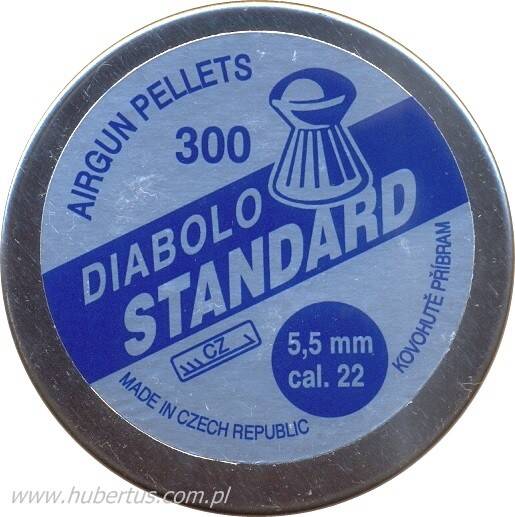 AIRGUN PELLETS
300
DIABOLO
STANDARD
CZ
5,5 mm
cal. 22
KOVOHUTĚ PŘÍBRAM
MADE IN CZECH REPUBLIC
www.hubertus.com.pl